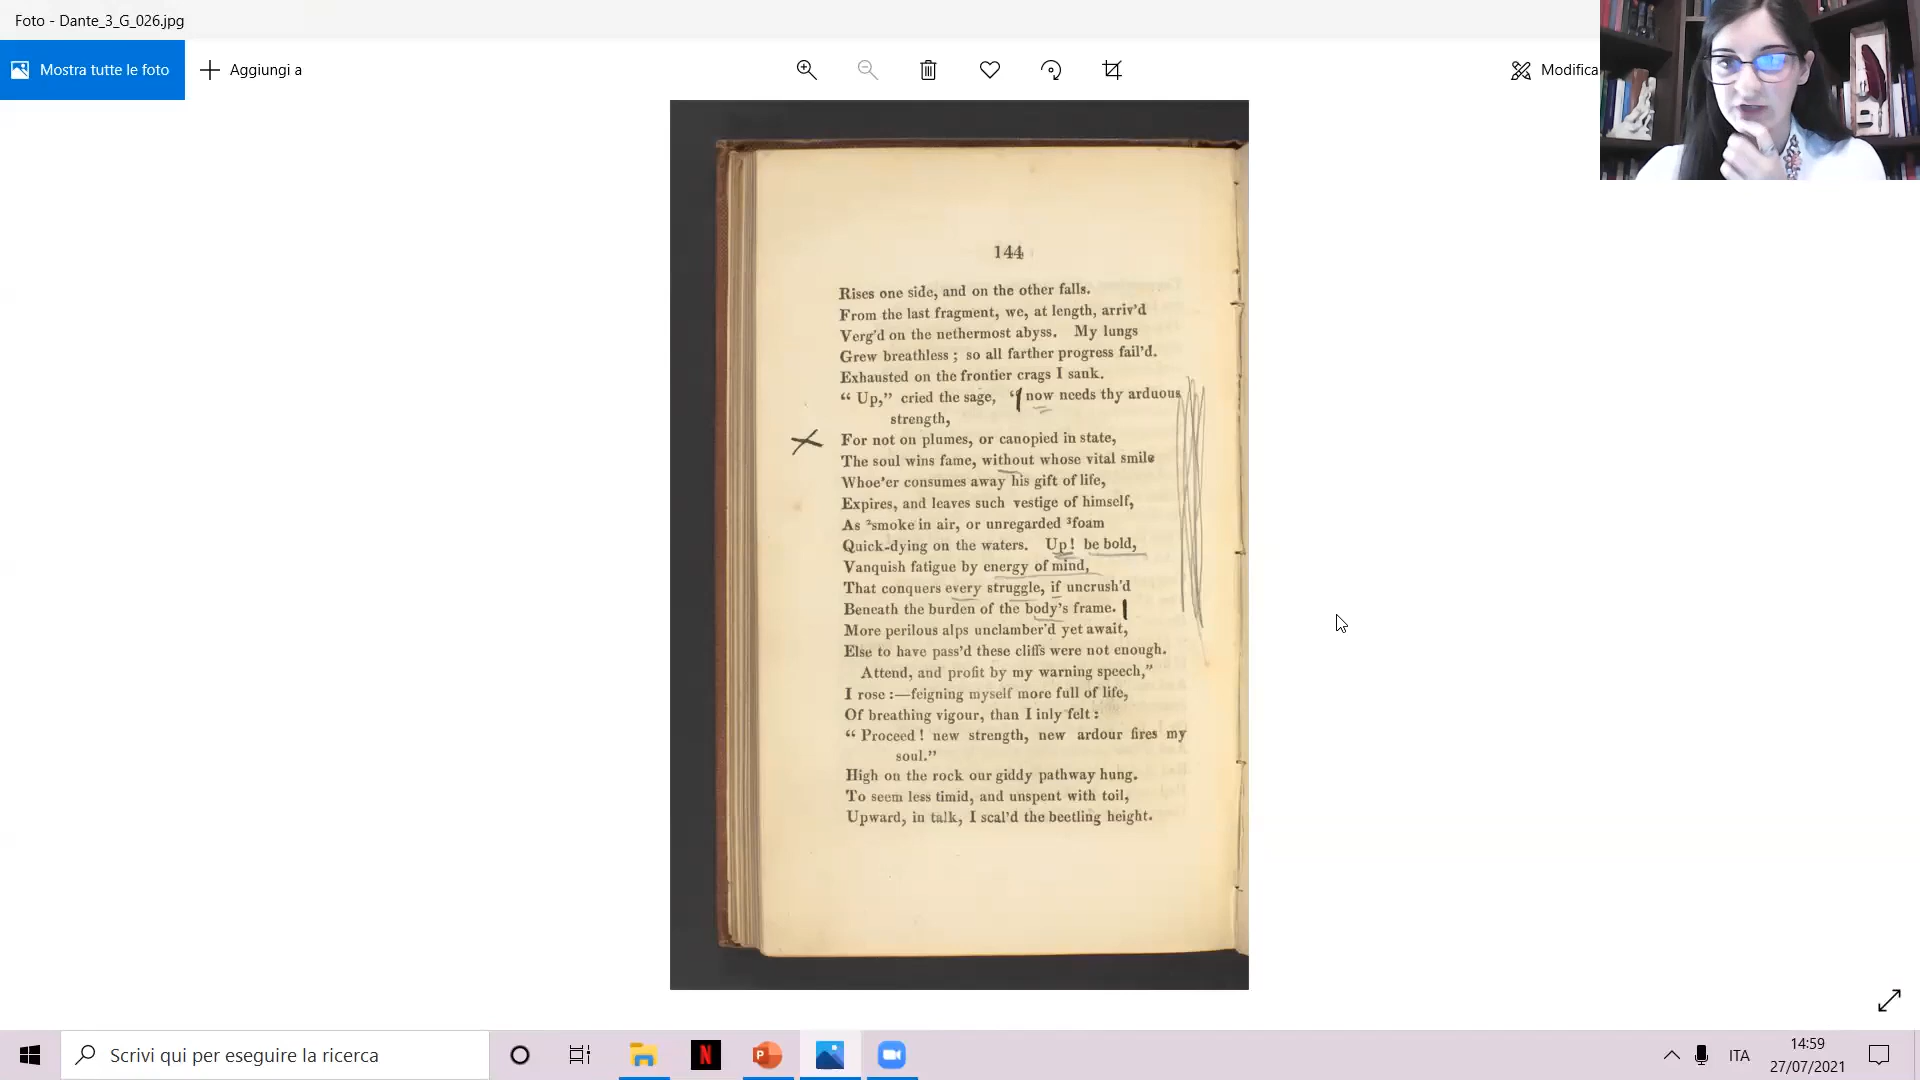 Foto - Dante_3_G_026.jpg
Mostra tutte le foto
Aggiungi a
Modifica
144
Rises one side, and on the other falls.
From the last fragment, we, at length, arriv'd
Verg'd on the nethermost abyss. My lungs
Grew breathless ; so all farther progress fail'd.
Exhausted on the frontier crags I sank.
“ Up,” cried the sage, “ now needs thy arduous
strength,
For not on plumes, or canopied in state,
The soul wins fame, without whose vital smile
Whoe'er consumes away his gift of life,
Expires, and leaves such vestige of himself,
As ²smoke in air, or unregarded ³foam
Quick-dying on the waters. Up! be bold,
Vanquish fatigue by energy of mind,
That conquers every struggle, if uncrush'd
Beneath the burden of the body's frame.
More perilous alps unclamber'd yet await,
Else to have pass'd these cliffs were not enough.
Attend, and profit by my warning speech,”
I rose :—feigning myself more full of life,
Of breathing vigour, than I inly felt :
“ Proceed ! new strength, new ardour fires my
soul.”
High on the rock our giddy pathway hung.
To seem less timid, and unspent with toil,
Upward, in talk, I scal'd the beetling height.
Scrivi qui per eseguire la ricerca
N
P
ITA
14:59
27/07/2021